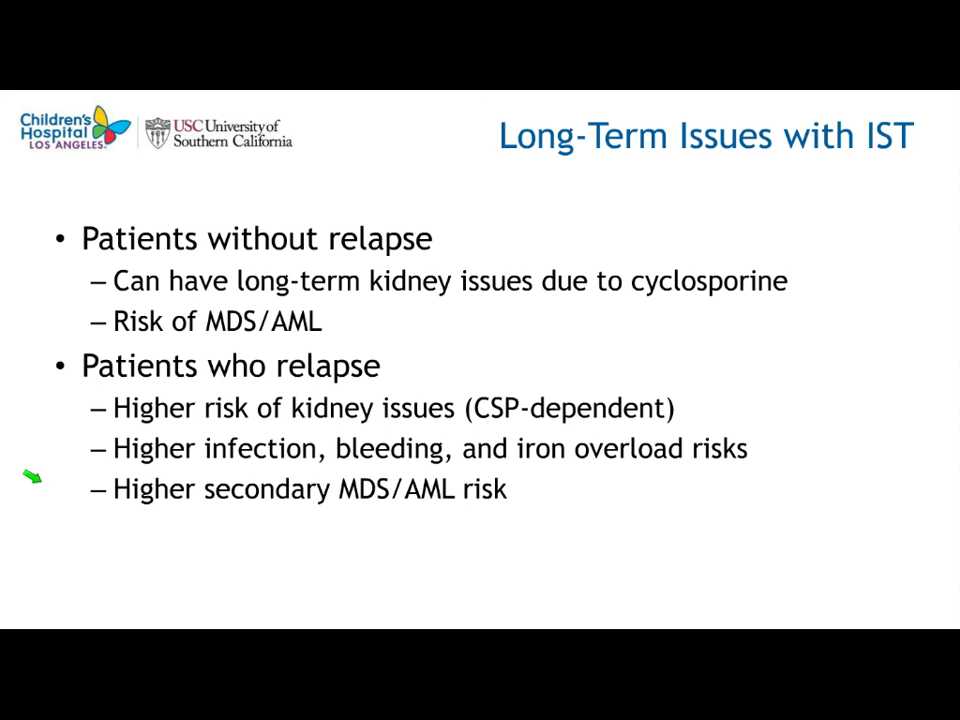 Children's
Hospital
LOS ANGELES
USC University of
Southern California
Long-Term Issues with IST
• Patients without relapse
– Can have long-term kidney issues due to cyclosporine
– Risk of MDS/AML
• Patients who relapse
– Higher risk of kidney issues (CSP-dependent)
– Higher infection, bleeding, and iron overload risks
– Higher secondary MDS/AML risk